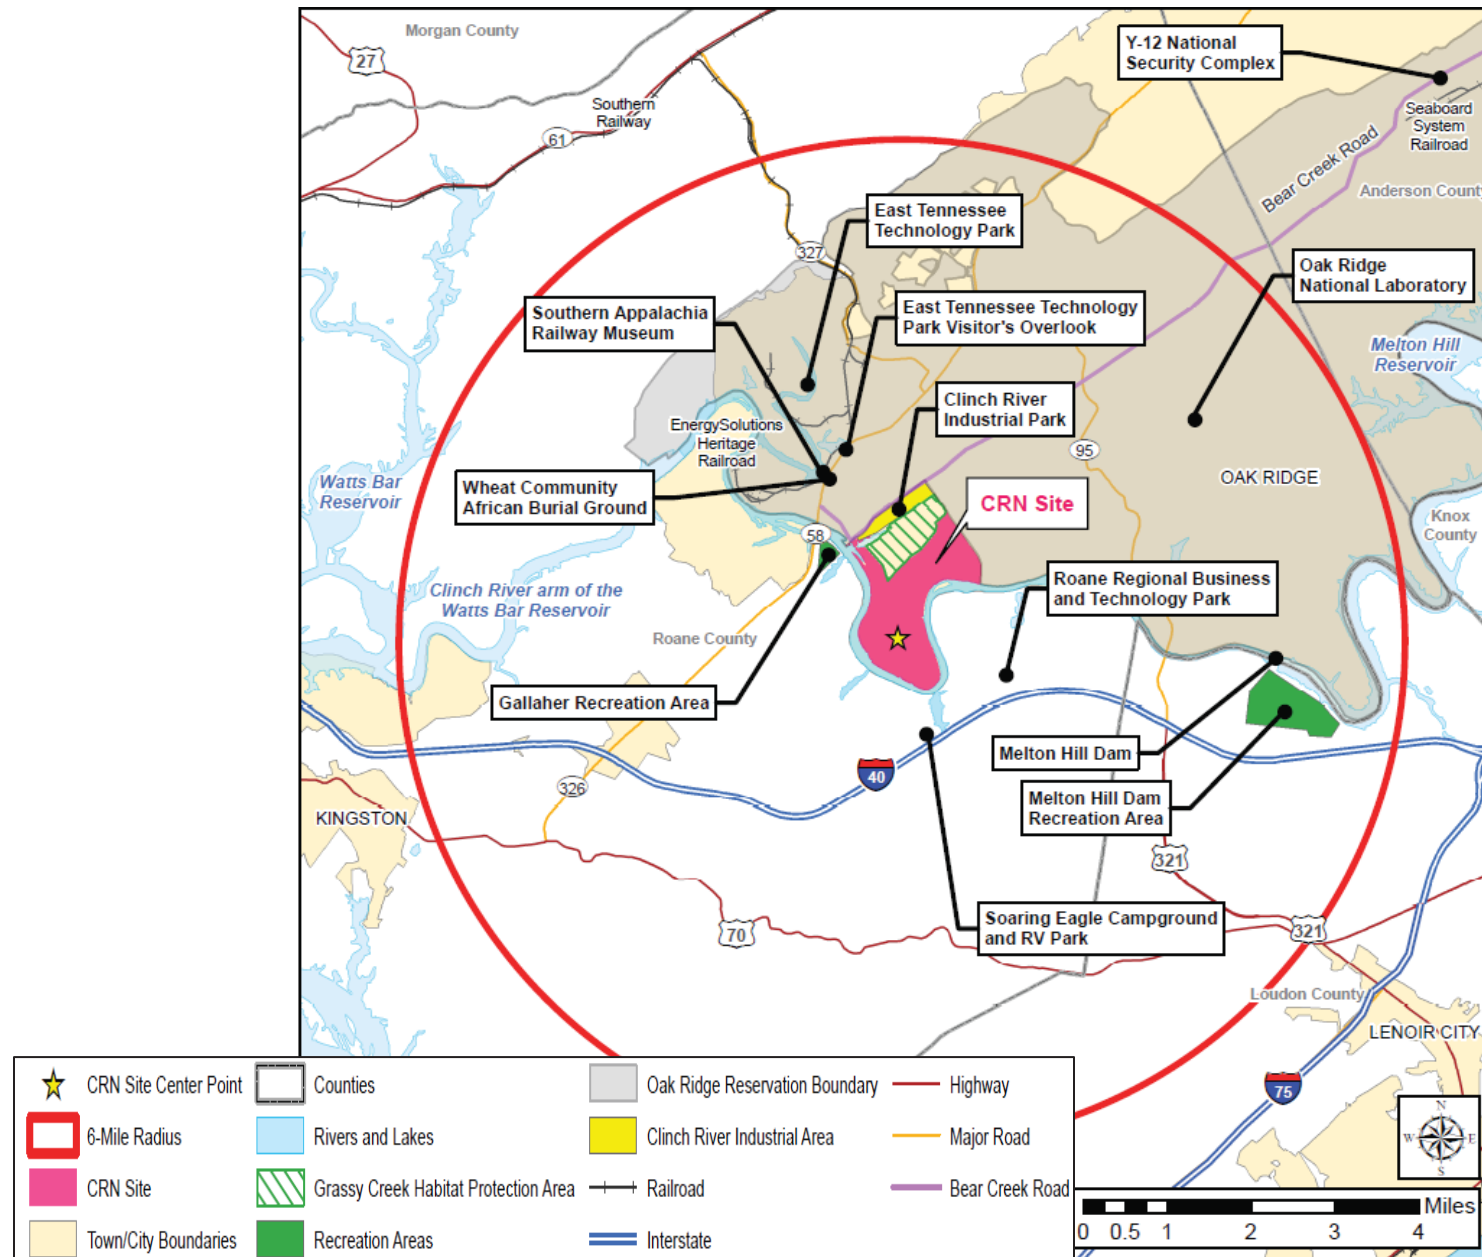 Morgan County
27
Southern
Railway
61
Y-12 National
Security Complex
Seaboard
System
Railroad
Bear Creek Road
Anderson County
East Tennessee
Technology Park
327
Oak Ridge
National Laboratory
Southern Appalachia
Railway Museum
East Tennessee Technology
Park Visitor's Overlook
Melton Hill
Reservoir
Clinch River
Industrial Park
EnergySolutions
Heritage
Railroad
95
OAK RIDGE
Watts Bar
Reservoir
Wheat Community
African Burial Ground
CRN Site
Knox
County
58
Clinch River arm of the
Watts Bar Reservoir
Roane County
Roane Regional Business
and Technology Park
Gallaher Recreation Area
Melton Hill Dam
40
326
Melton Hill Dam
Recreation Area
KINGSTON
321
70
Soaring Eagle Campground
and RV Park
321
Loudon County
LENOIR CITY
75
N
W
E
S
CRN Site Center Point
Counties
Oak Ridge Reservation Boundary
Highway
6-Mile Radius
Rivers and Lakes
Clinch River Industrial Area
Major Road
CRN Site
Grassy Creek Habitat Protection Area
Railroad
Bear Creek Road
Town/City Boundaries
Recreation Areas
Interstate
Miles
0 0.5 1 2 3 4